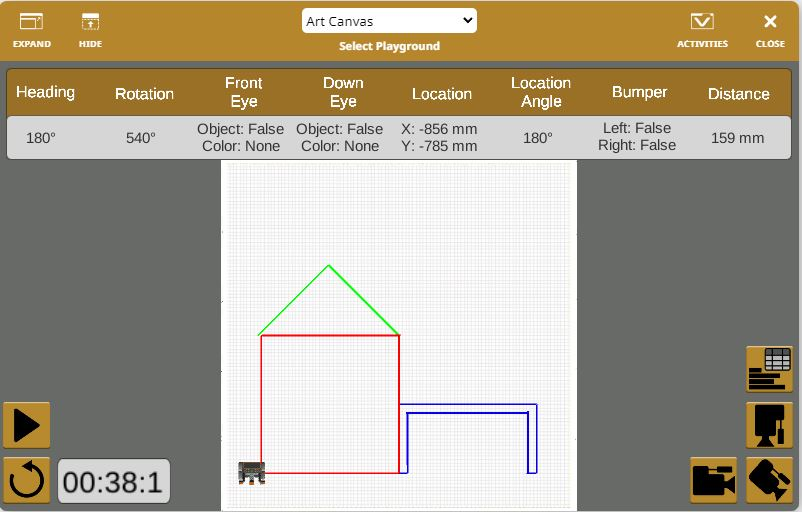 Art Canvas
EXPAND
HIDE
Select Playground
ACTIVITIES
CLOSE
Heading
Rotation
Front
Eye
Down
Eye
Location
Location
Angle
Bumper
Distance
180°
540°
Object: False
Color: None
Object: False
Color: None
X: -856 mm
Y: -785 mm
180°
Left: False
Right: False
159 mm
00:38:1